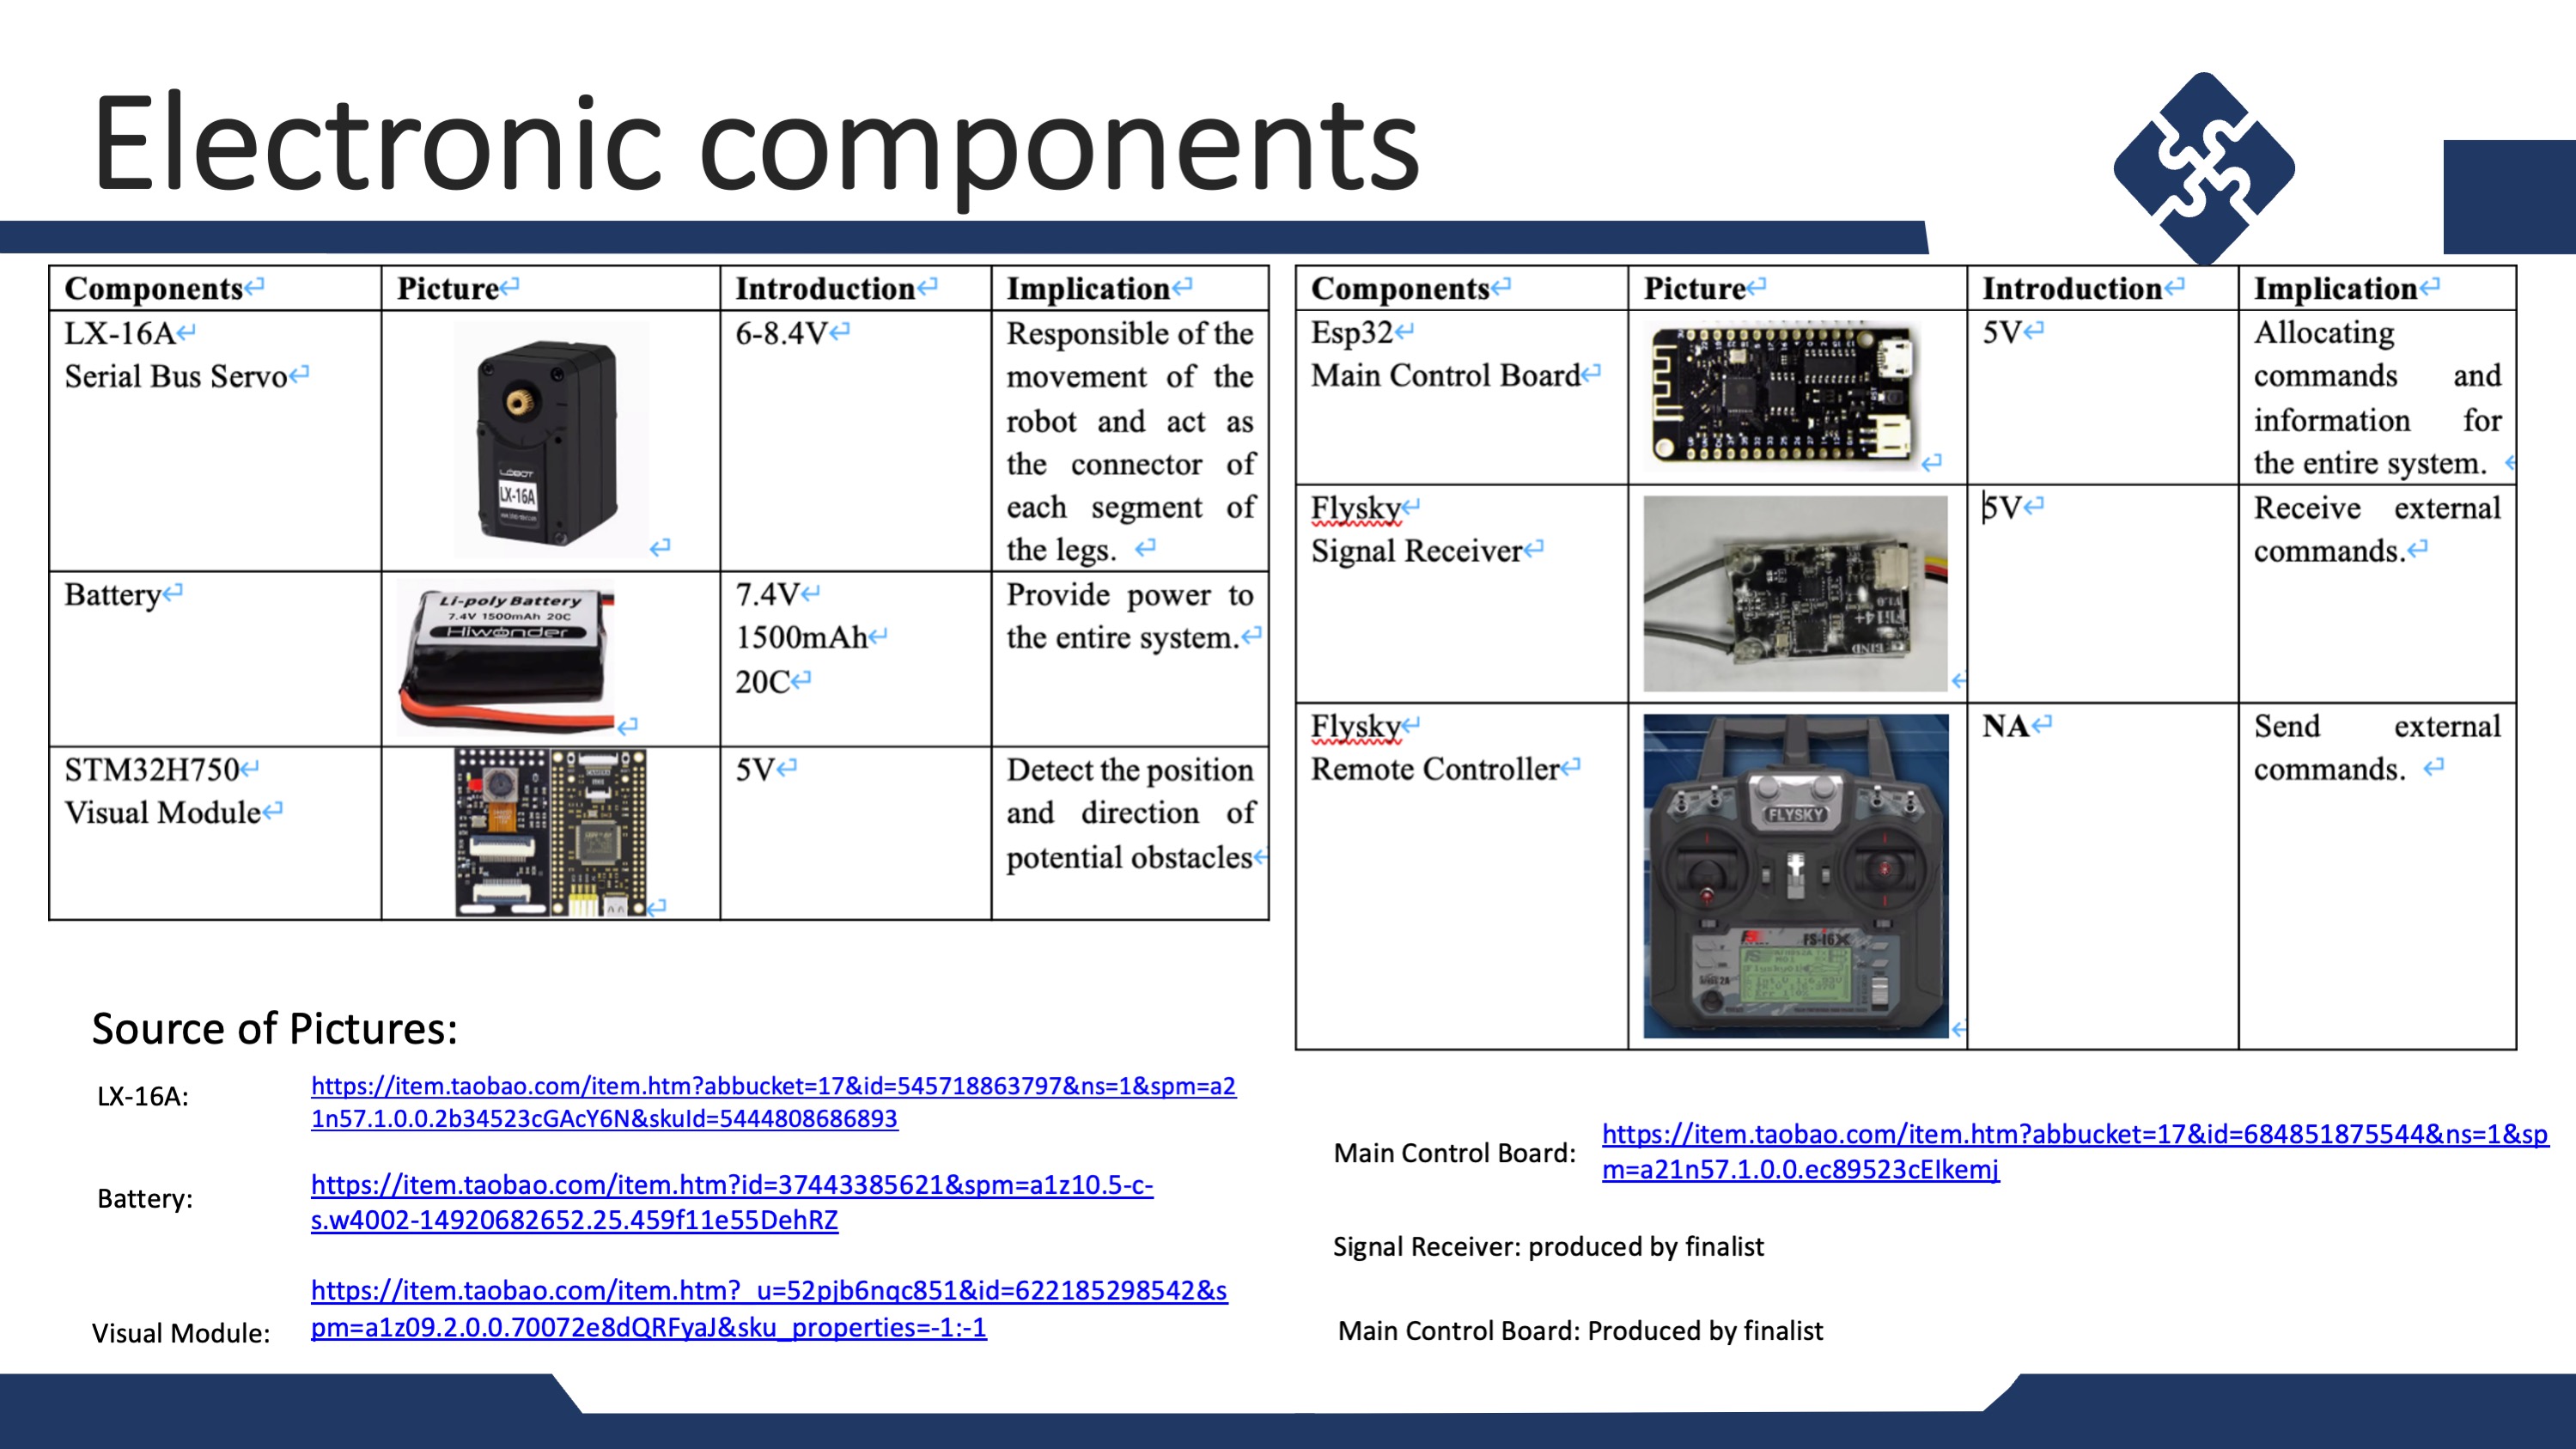 Electronic components
Components Picture Introduction Implication
LX-16A
Serial Bus Servo
LOBOT
LX-16A
6-8.4V
Responsible of the
movement of the
robot and act as
the connector of
each segment of
the legs.
Battery
Li-poly Battery
7.4V 1500mAh 20C
Hiwonder
7.4V
1500mAh
20C
Provide power to
the entire system.
STM32H750
Visual Module
5V
Detect the position
and direction of
potential obstacles
Components Picture Introduction Implication
Esp32
Main Control Board
5V
Allocating
commands and
information for
the entire system.
Flysky
Signal Receiver
V1.0
GND
5V
Receive external
commands.
Flysky
Remote Controller
FLYSKY
FS-i6X
NA
Send external
commands.
Source of Pictures:
LX-16A:
https://item.taobao.com/item.htm?abbucket=17&id=545718863797&ns=1&spm=a2
1n57.1.0.0.2b34523cGAcY6N&skuId=5444808686893
Battery:
https://item.taobao.com/item.htm?id=37443385621&spm=a1z10.5-c-
s.w4002-14920682652.25.459f11e55DehRZ
Visual Module:
https://item.taobao.com/item.htm?_u=52pjb6nqc851&id=622185298542&s
pm=a1z09.2.0.0.70072e8dQRFyaJ&sku_properties=-1:-1
Main Control Board:
https://item.taobao.com/item.htm?abbucket=17&id=684851875544&ns=1&sp
m=a21n57.1.0.0.ec89523cEIkemj
Signal Receiver: produced by finalist
Main Control Board: Produced by finalist